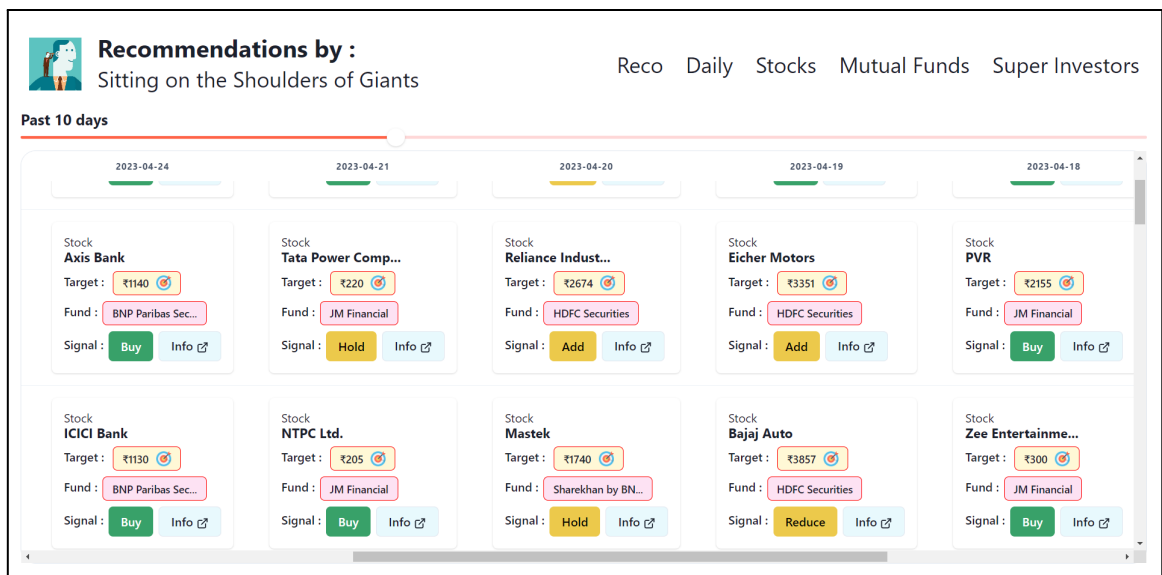 Recommendations by :
Sitting on the Shoulders of Giants
Reco Daily Stocks Mutual Funds Super Investors
Past 10 days
2023-04-24 2023-04-21 2023-04-20 2023-04-19 2023-04-18
Stock Stock Stock Stock Stock
Axis Bank Tata Power Comp... Reliance Indust... Eicher Motors PVR
Target : ₹1140 Target : ₹220 Target : ₹2674 Target : ₹3351 Target : ₹2155
Fund : BNP Paribas Sec... Fund : JM Financial Fund : HDFC Securities Fund : HDFC Securities Fund : JM Financial
Signal : Buy Info Signal : Hold Info Signal : Add Info Signal : Add Info Signal : Buy Info
Stock Stock Stock Stock Stock
ICICI Bank NTPC Ltd. Mastek Bajaj Auto Zee Entertainme...
Target : ₹1130 Target : ₹205 Target : ₹1740 Target : ₹3857 Target : ₹300
Fund : BNP Paribas Sec... Fund : JM Financial Fund : Sharekhan by BN... Fund : HDFC Securities Fund : JM Financial
Signal : Buy Info Signal : Buy Info Signal : Hold Info Signal : Reduce Info Signal : Buy Info